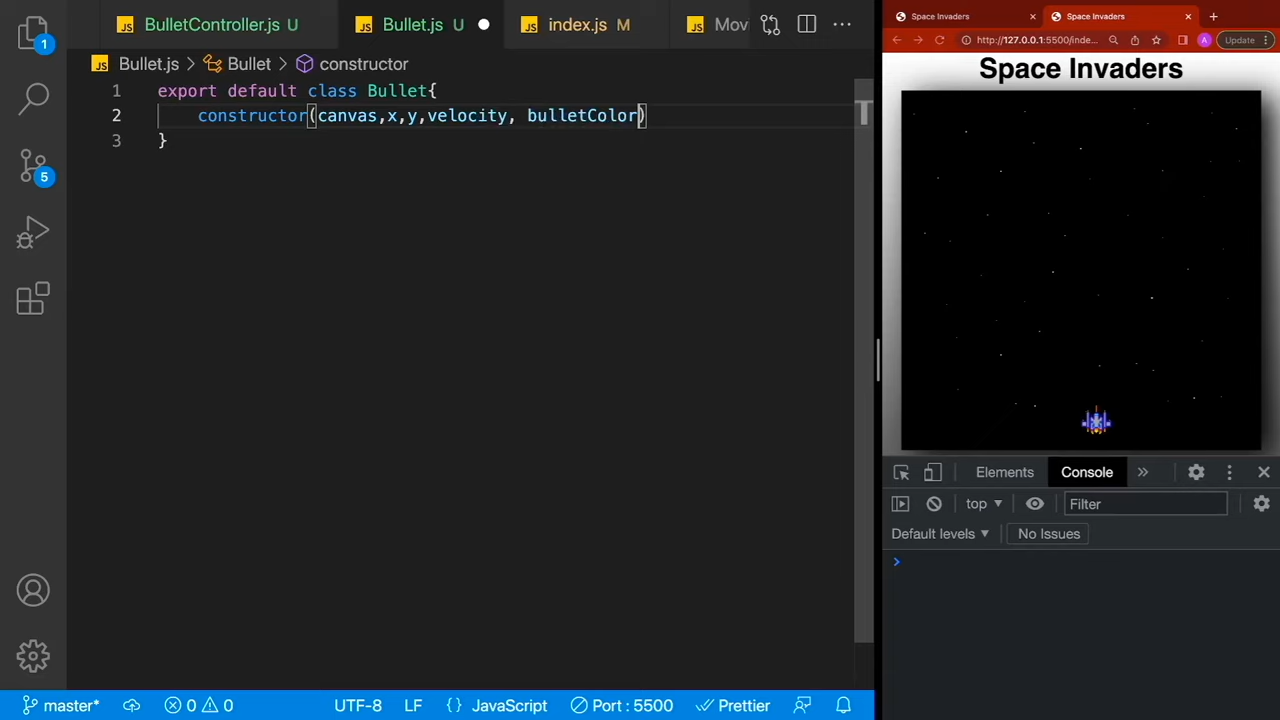 BulletController.js U
Bullet.js U
index.js M
Mov
Bullet.js > Bullet > constructor
1 export default class Bullet{
2 constructor(canvas,x,y,velocity, bulletColor)
3 }
1
5
master*
0 0
UTF-8
LF
{ } JavaScript
Port : 5500
Prettier
Space Invaders
Space Invaders
http://127.0.0.1:5500/inde...
A
Update
Space Invaders
Elements
Console
top
Filter
Default levels
No Issues